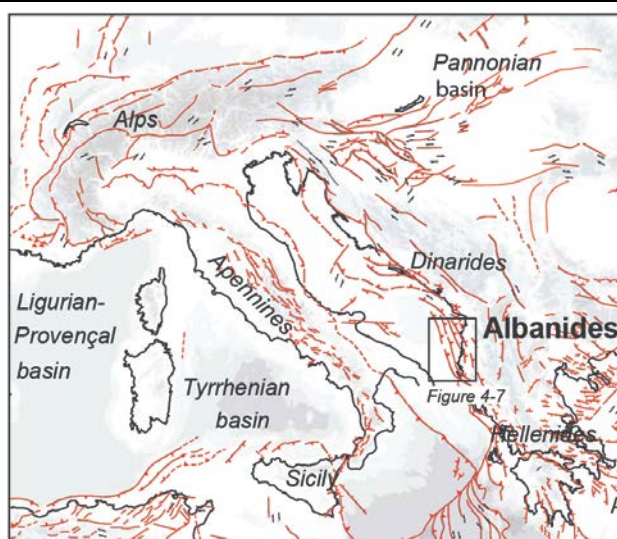 Pannonian
basin
Alps
Dinarides
Apennines
Ligurian-
Provençal
basin
Albanides
Figure 4-7
Tyrrhenian
basin
Hellenides
Sicily